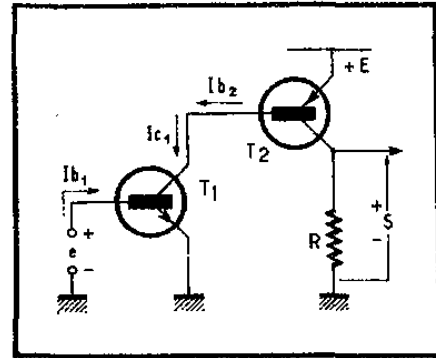 + E
Ib₂
Ic₁
T2
Ib₁
T1
+
e
-
R
+
S
-